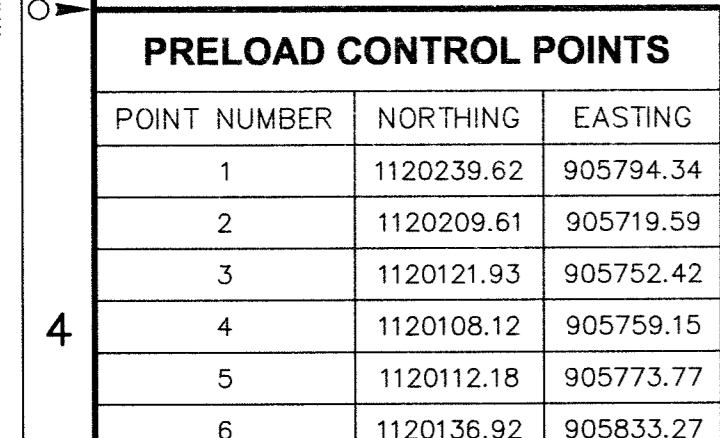 PRELOAD CONTROL POINTS
POINT NUMBER NORTHING EASTING
1 1120239.62 905794.34
2 1120209.61 905719.59
3 1120121.93 905752.42
4 1120108.12 905759.15
5 1120112.18 905773.77
6 1120136.92 905833.27
4